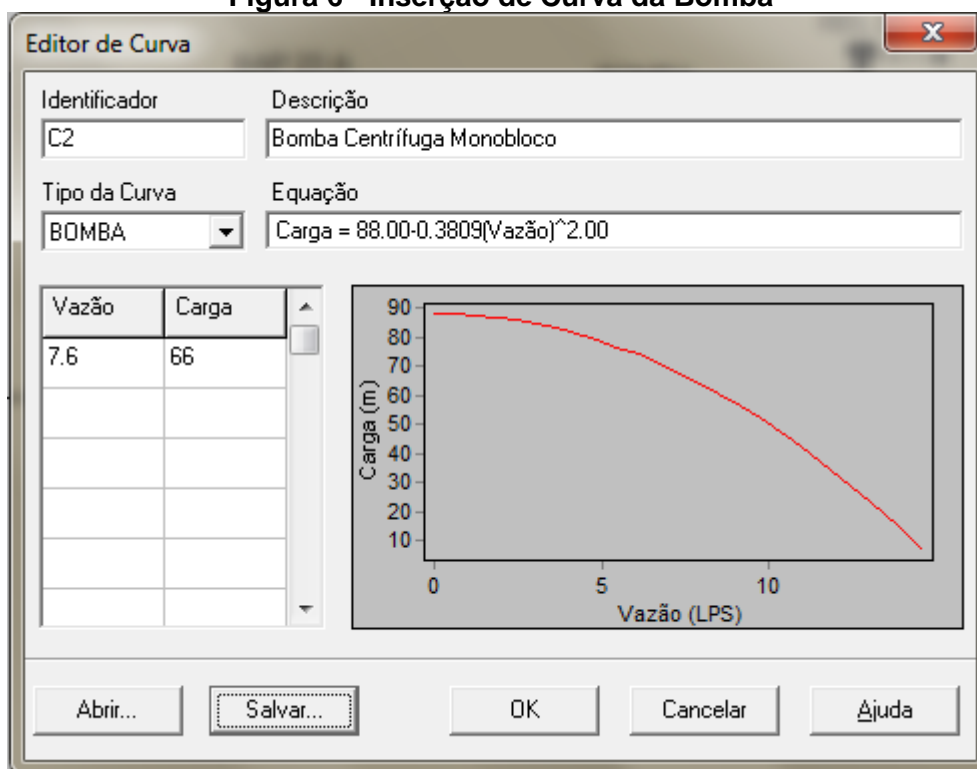 Figura 6 - Inserção de Curva da Bomba
Editor de Curva
Identificador Descrição
C2 Bomba Centrífuga Monobloco
Tipo da Curva Equação
BOMBA Carga = 88.00-0.3809(Vazão)^2.00
Vazão Carga
7.6 66
90
80
70
60
50
40
30
20
10
Carga (m)
0 5 10
Vazão (LPS)
Abrir... Salvar... OK Cancelar Ajuda